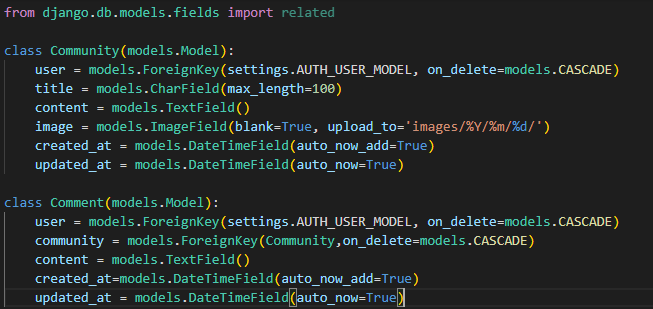 from django.db.models.fields import related
class Community(models.Model):
    user = models.ForeignKey(settings.AUTH_USER_MODEL, on_delete=models.CASCADE)
    title = models.CharField(max_length=100)
    content = models.TextField()
    image = models.ImageField(blank=True, upload_to='images/%Y/%m/%d/')
    created_at = models.DateTimeField(auto_now_add=True)
    updated_at = models.DateTimeField(auto_now=True)
class Comment(models.Model):
    user = models.ForeignKey(settings.AUTH_USER_MODEL, on_delete=models.CASCADE)
    community = models.ForeignKey(Community,on_delete=models.CASCADE)
    content = models.TextField()
    created_at=models.DateTimeField(auto_now_add=True)
    updated_at = models.DateTimeField(auto_now=True)